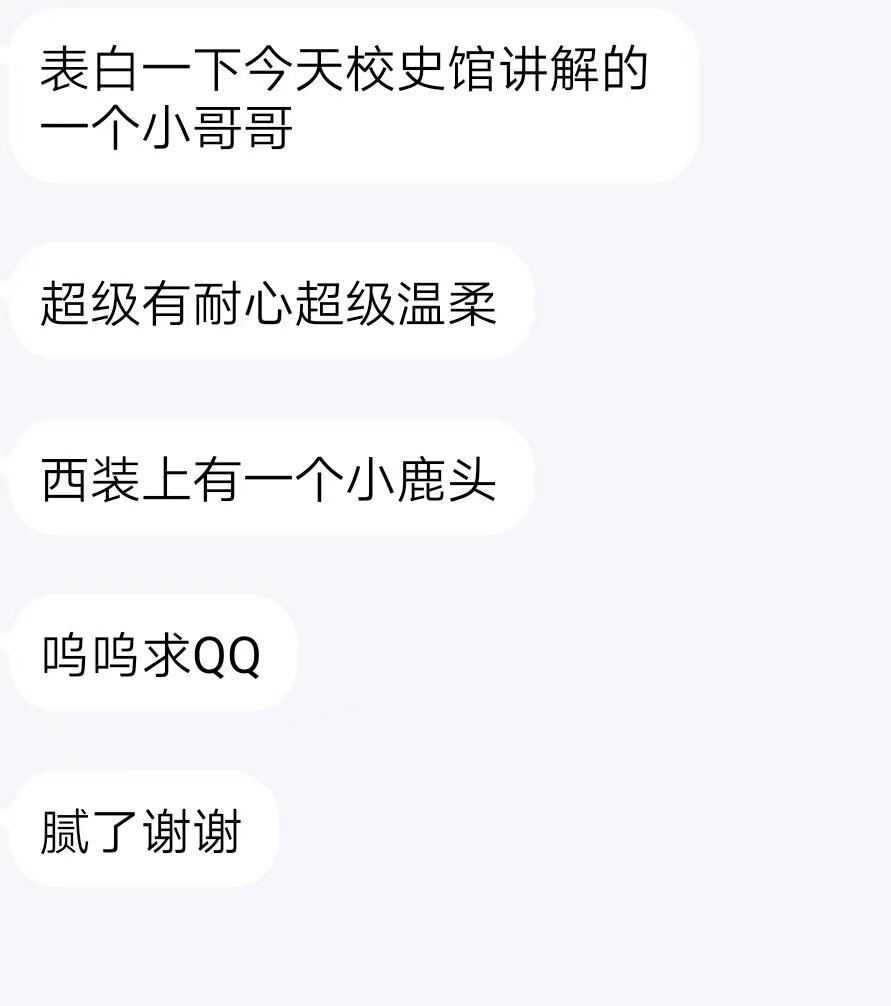 表白一下今天校史馆讲解的
一个小哥哥
超级有耐心超级温柔
西装上有一个小鹿头
呜呜求QQ
腻了谢谢